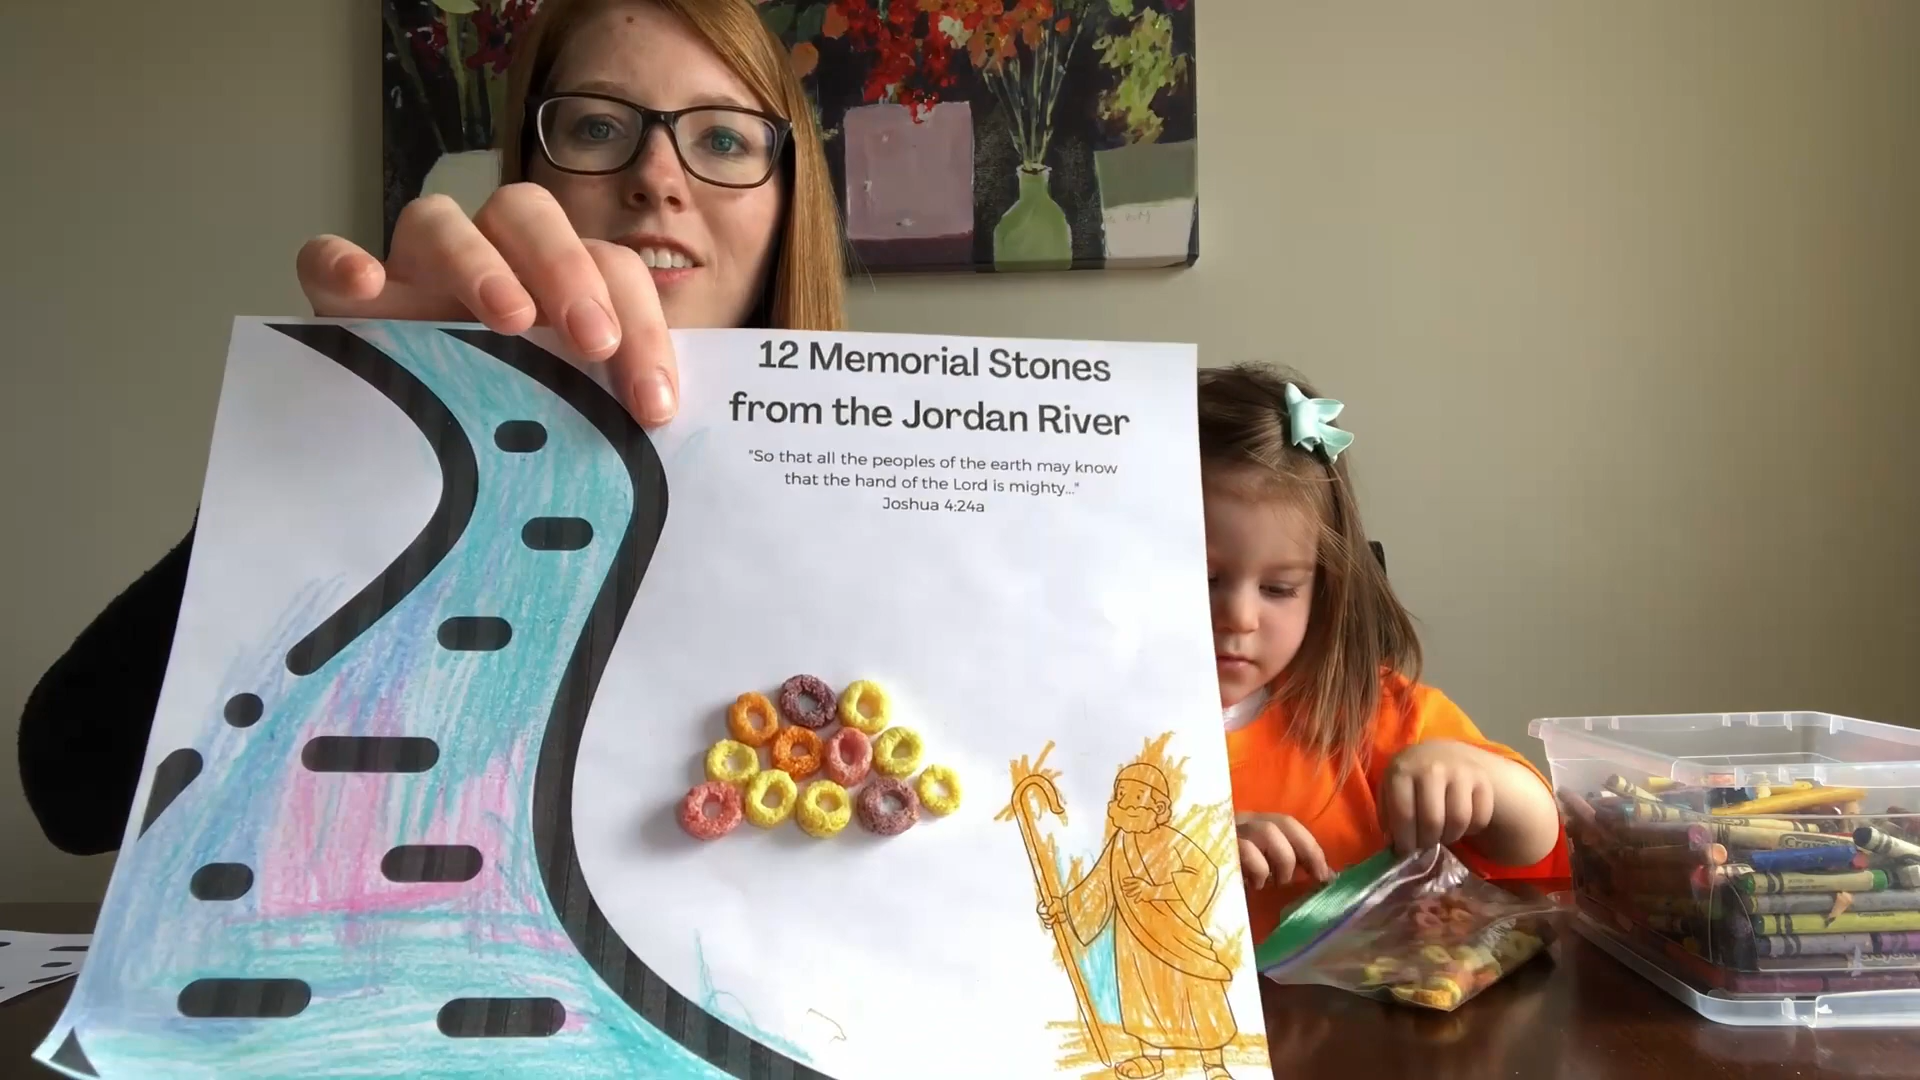 12 Memorial Stones
from the Jordan River
"So that all the peoples of the earth may know
that the hand of the Lord is mighty..."
Joshua 4:24a